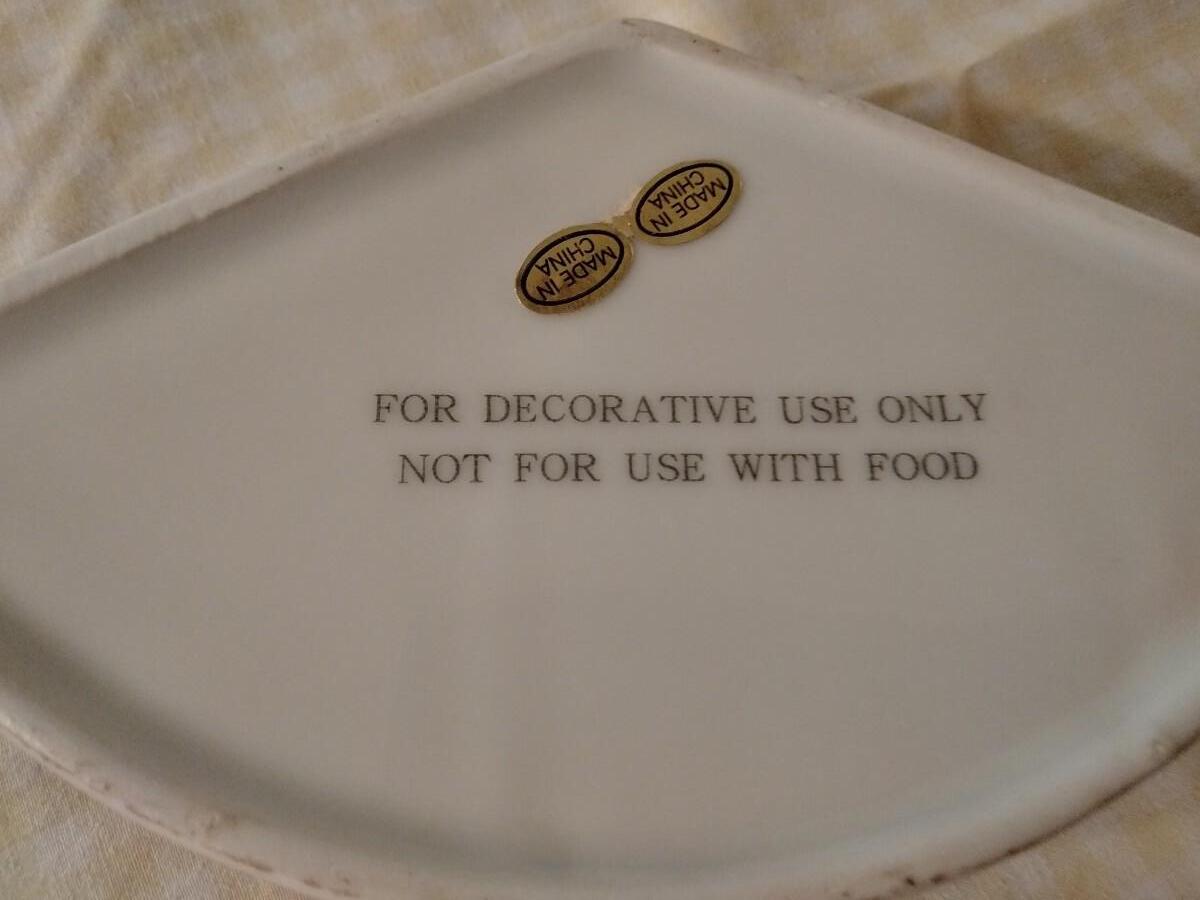 MADE IN
CHINA
MADE IN
CHINA
FOR DECORATIVE USE ONLY
NOT FOR USE WITH FOOD